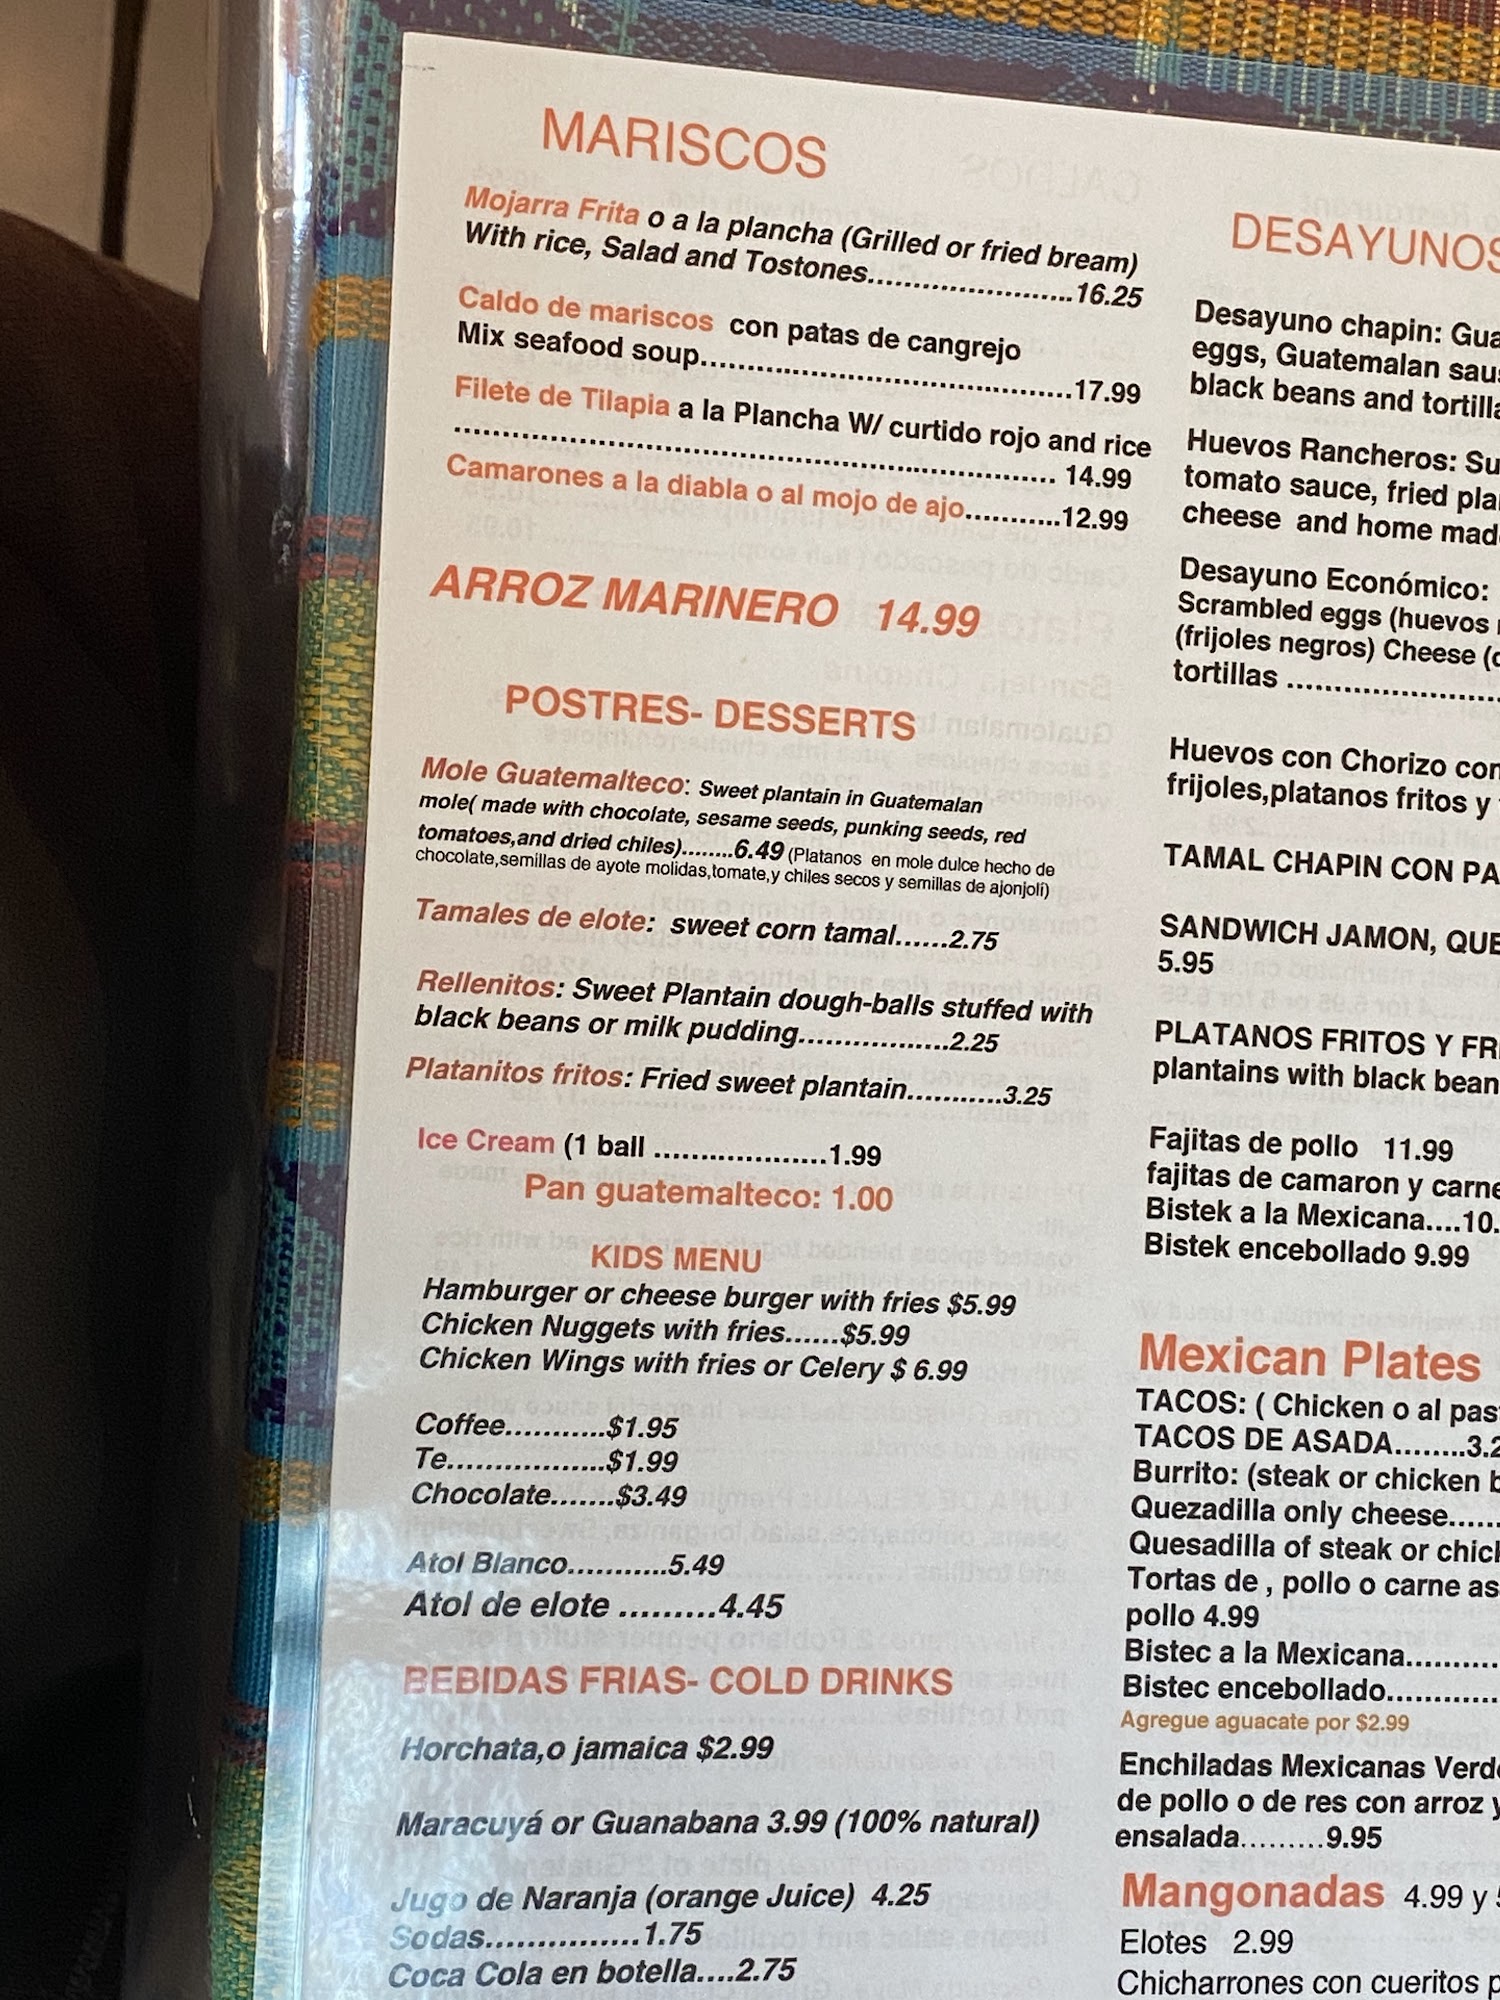 MARISCOS
Mojarra Frita o a la plancha (Grilled or fried bream)
With rice, Salad and Tostones......................16.25
Caldo de mariscos con patas de cangrejo
Mix seafood soup.......................................17.99
Filete de Tilapia a la Plancha W/ curtido rojo and rice
............................................................... 14.99
Camarones a la diabla o al mojo de ajo..........12.99
ARROZ MARINERO 14.99
POSTRES- DESSERTS
Mole Guatemalteco: Sweet plantain in Guatemalan
mole( made with chocolate, sesame seeds, punking seeds, red
tomatoes,and dried chiles)........6.49 (Platanos en mole dulce hecho de
chocolate,semillas de ayote molidas,tomate,y chiles secos y semillas de ajonjolí)
Tamales de elote: sweet corn tamal......2.75
Rellenitos: Sweet Plantain dough-balls stuffed with
black beans or milk pudding.................2.25
Platanitos fritos: Fried sweet plantain...........3.25
Ice Cream (1 ball ...................1.99
Pan guatemalteco: 1.00
KIDS MENU
Hamburger or cheese burger with fries $5.99
Chicken Nuggets with fries......$5.99
Chicken Wings with fries or Celery $ 6.99
Coffee...........$1.95
Te.................$1.99
Chocolate.......$3.49
Atol Blanco...........5.49
Atol de elote .........4.45
BEBIDAS FRIAS- COLD DRINKS
Horchata,o jamaica $2.99
Maracuyá or Guanabana 3.99 (100% natural)
Jugo de Naranja (orange Juice) 4.25
Sodas................1.75
Coca Cola en botella....2.75
DESAYUNOS
Desayuno chapin:
eggs, Guatemalan
black beans and
Huevos Rancheros:
tomato sauce, fried
cheese and home
Desayuno Económico:
Scrambled eggs (huevos
(frijoles negros) Cheese
tortillas ......................
Huevos con Chorizo con
frijoles,platanos fritos y
TAMAL CHAPIN CON
SANDWICH JAMON,
5.95
PLATANOS FRITOS Y
plantains with black
Fajitas de pollo 11.99
fajitas de camaron y carne
Bistek a la Mexicana....10.
Bistek encebollado 9.99
Mexican Plates
TACOS: ( Chicken o al
TACOS DE ASADA........3.2
Burrito: (steak or chicken
Quezadilla only cheese......
Quesadilla of steak or
Tortas de , pollo o carne
pollo 4.99
Bistec a la Mexicana..........
Bistec encebollado............
Agregue aguacate por $2.99
Enchiladas Mexicanas
de pollo o de res con arroz y
ensalada.........9.95
Mangonadas 4.99 y
Elotes 2.99
Chicharrones con cueritos